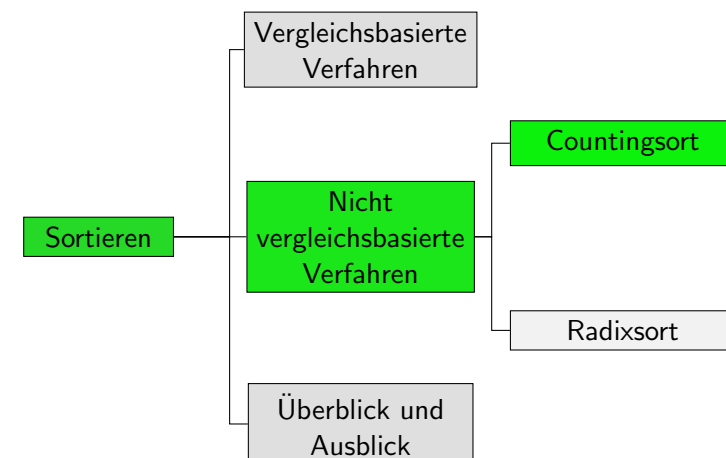 Vergleichsbasierte
Verfahren
Countingsort
Nicht
vergleichsbasierte
Verfahren
Sortieren
Radixsort
Überblick und
Ausblick